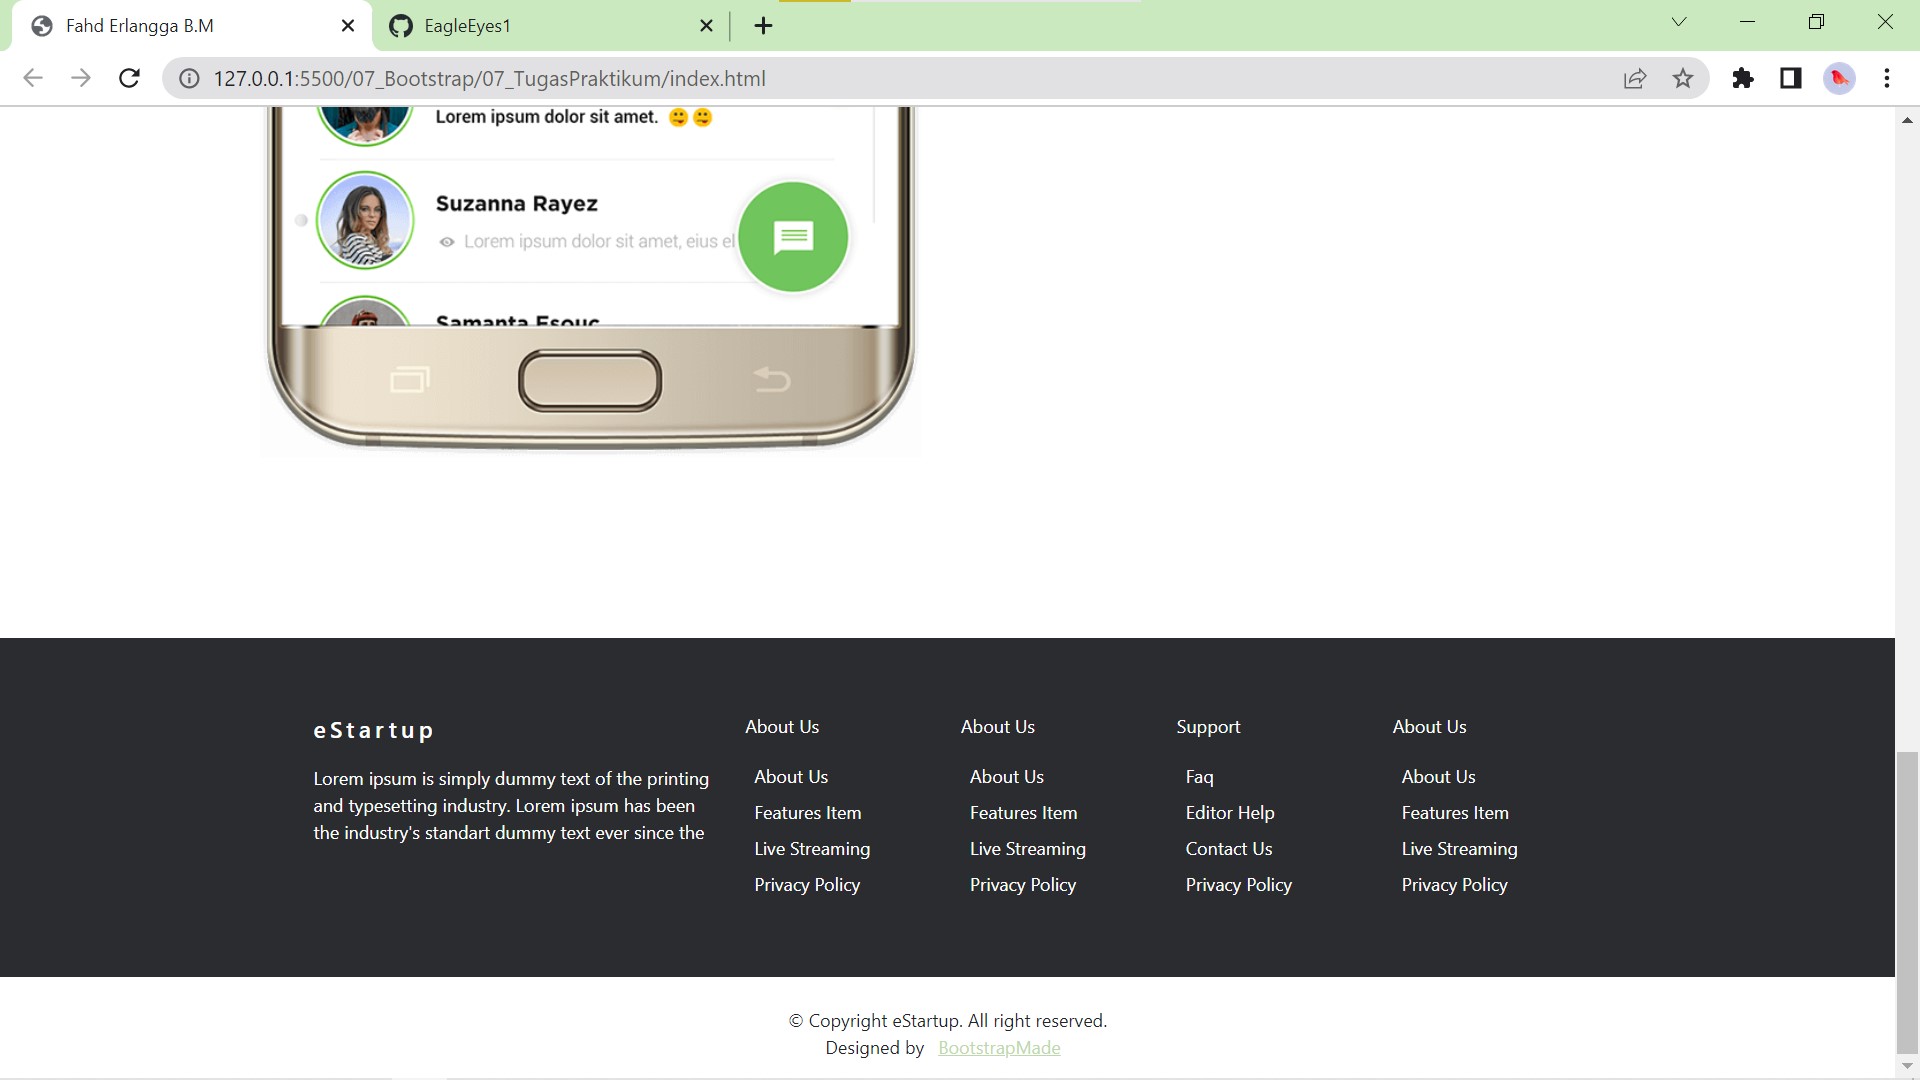 Fahd Erlangga B.M
EagleEyes1
127.0.0.1:5500/07_Bootstrap/07_TugasPraktikum/index.html
Lorem ipsum dolor sit amet.
Suzanna Rayez
Lorem ipsum dolor sit amet, eius el
Samanta Esouc
eStartup
Lorem ipsum is simply dummy text of the printing
and typesetting industry. Lorem ipsum has been
the industry's standart dummy text ever since the
About Us
About Us
Features Item
Live Streaming
Privacy Policy
About Us
About Us
Features Item
Live Streaming
Privacy Policy
Support
Faq
Editor Help
Contact Us
Privacy Policy
About Us
About Us
Features Item
Live Streaming
Privacy Policy
© Copyright eStartup. All right reserved.
Designed by BootstrapMade